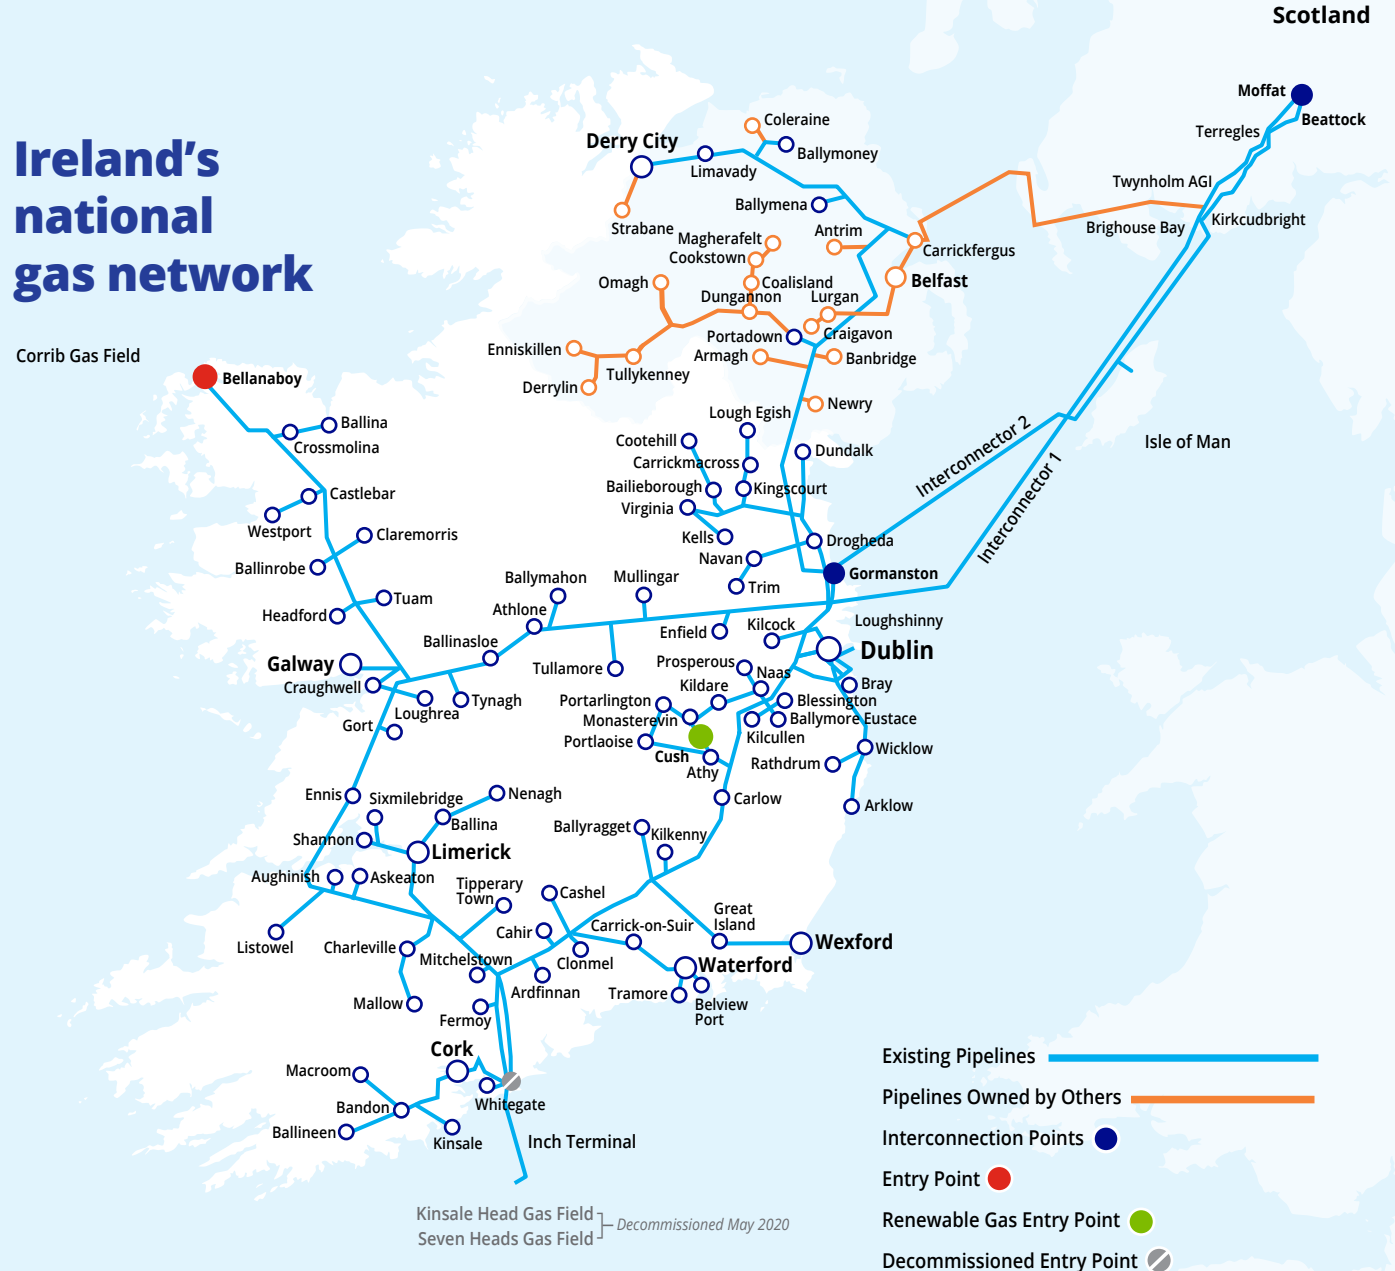 Scotland
Ireland's
national
gas network
Moffat
Beattock
Terregles
Twynholm AGI
Kirkcudbright
Brighouse Bay
Coleraine
Derry City
Ballymoney
Limavady
Ballymena
Strabane
Antrim
Magherafelt
Cookstown
Carrickfergus
Omagh
Coalisland
Belfast
Dungannon
Lurgan
Portadown
Craigavon
Enniskillen
Armagh
Banbridge
Tullykenney
Derrylin
Corrib Gas Field
Bellanaboy
Newry
Lough Egish
Ballina
Crossmolina
Cootehill
Dundalk
Carrickmacross
Interconnector 2
Isle of Man
Bailieborough
Kingscourt
Castlebar
Virginia
Westport
Interconnector 1
Claremorris
Kells
Drogheda
Navan
Ballinrobe
Gormanston
Ballymahon
Mullingar
Trim
Tuam
Athlone
Headford
Enfield
Kilcock
Loughshinny
Ballinasloe
Dublin
Galway
Tullamore
Prosperous
Naas
Craughwell
Kildare
Bray
Tynagh
Portarlington
Blessington
Loughrea
Monasterevin
Ballymore Eustace
Gort
Portlaoise
Kilcullen
Cush
Wicklow
Athy
Rathdrum
Ennis
Sixmilebridge
Nenagh
Carlow
Arklow
Ballina
Ballyragget
Kilkenny
Shannon
Limerick
Aughinish
Askeaton
Tipperary
Town
Cashel
Great
Island
Carrick-on-Suir
Cahir
Wexford
Listowel
Charleville
Mitchelstown
Clonmel
Waterford
Ardfinnan
Tramore
Belview
Port
Mallow
Fermoy
Cork
Macroom
Whitegate
Bandon
Ballineen
Kinsale
Inch Terminal
Kinsale Head Gas Field
Seven Heads Gas Field
Decommissioned May 2020
Existing Pipelines
Pipelines Owned by Others
Interconnection Points
Entry Point
Renewable Gas Entry Point
Decommissioned Entry Point